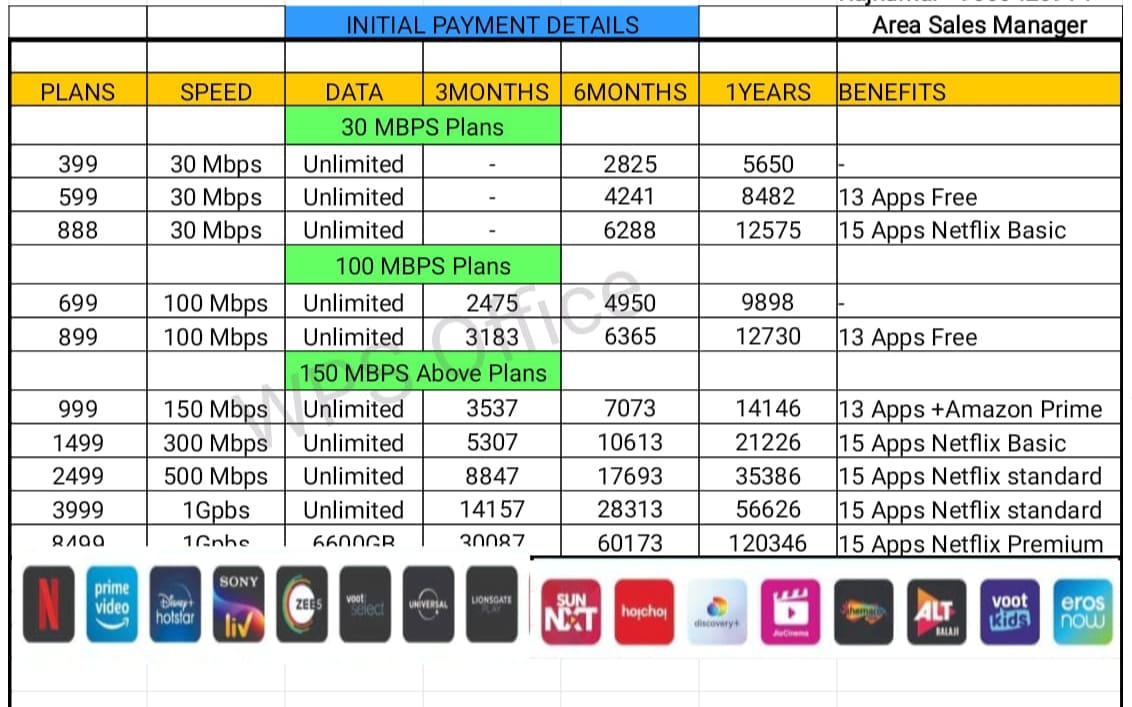 INITIAL PAYMENT DETAILS
Area Sales Manager
PLANS SPEED DATA 3MONTHS 6MONTHS 1YEARS BENEFITS
30 MBPS Plans
399 30 Mbps Unlimited - 2825 5650 -
599 30 Mbps Unlimited - 4241 8482 13 Apps Free
888 30 Mbps Unlimited - 6288 12575 15 Apps Netflix Basic
100 MBPS Plans
699 100 Mbps Unlimited 2475 4950 9898 -
899 100 Mbps Unlimited 3183 6365 12730 13 Apps Free
150 MBPS Above Plans
999 150 Mbps Unlimited 3537 7073 14146 13 Apps +Amazon Prime
1499 300 Mbps Unlimited 5307 10613 21226 15 Apps Netflix Basic
2499 500 Mbps Unlimited 8847 17693 35386 15 Apps Netflix standard
3999 1Gpbs Unlimited 14157 28313 56626 15 Apps Netflix standard
8499 1Gpbs 6600GB 30087 60173 120346 15 Apps Netflix Premium
WPS Office
N
prime
video
Disney+
hotstar
SONY
liv
ZEE5
voot
select
UNIVERSAL
LIONSGATE
PLAY
SUN
NXT
hoichoi
discovery+
JioCinema
ALT
BALAJI
voot
kids
eros
now